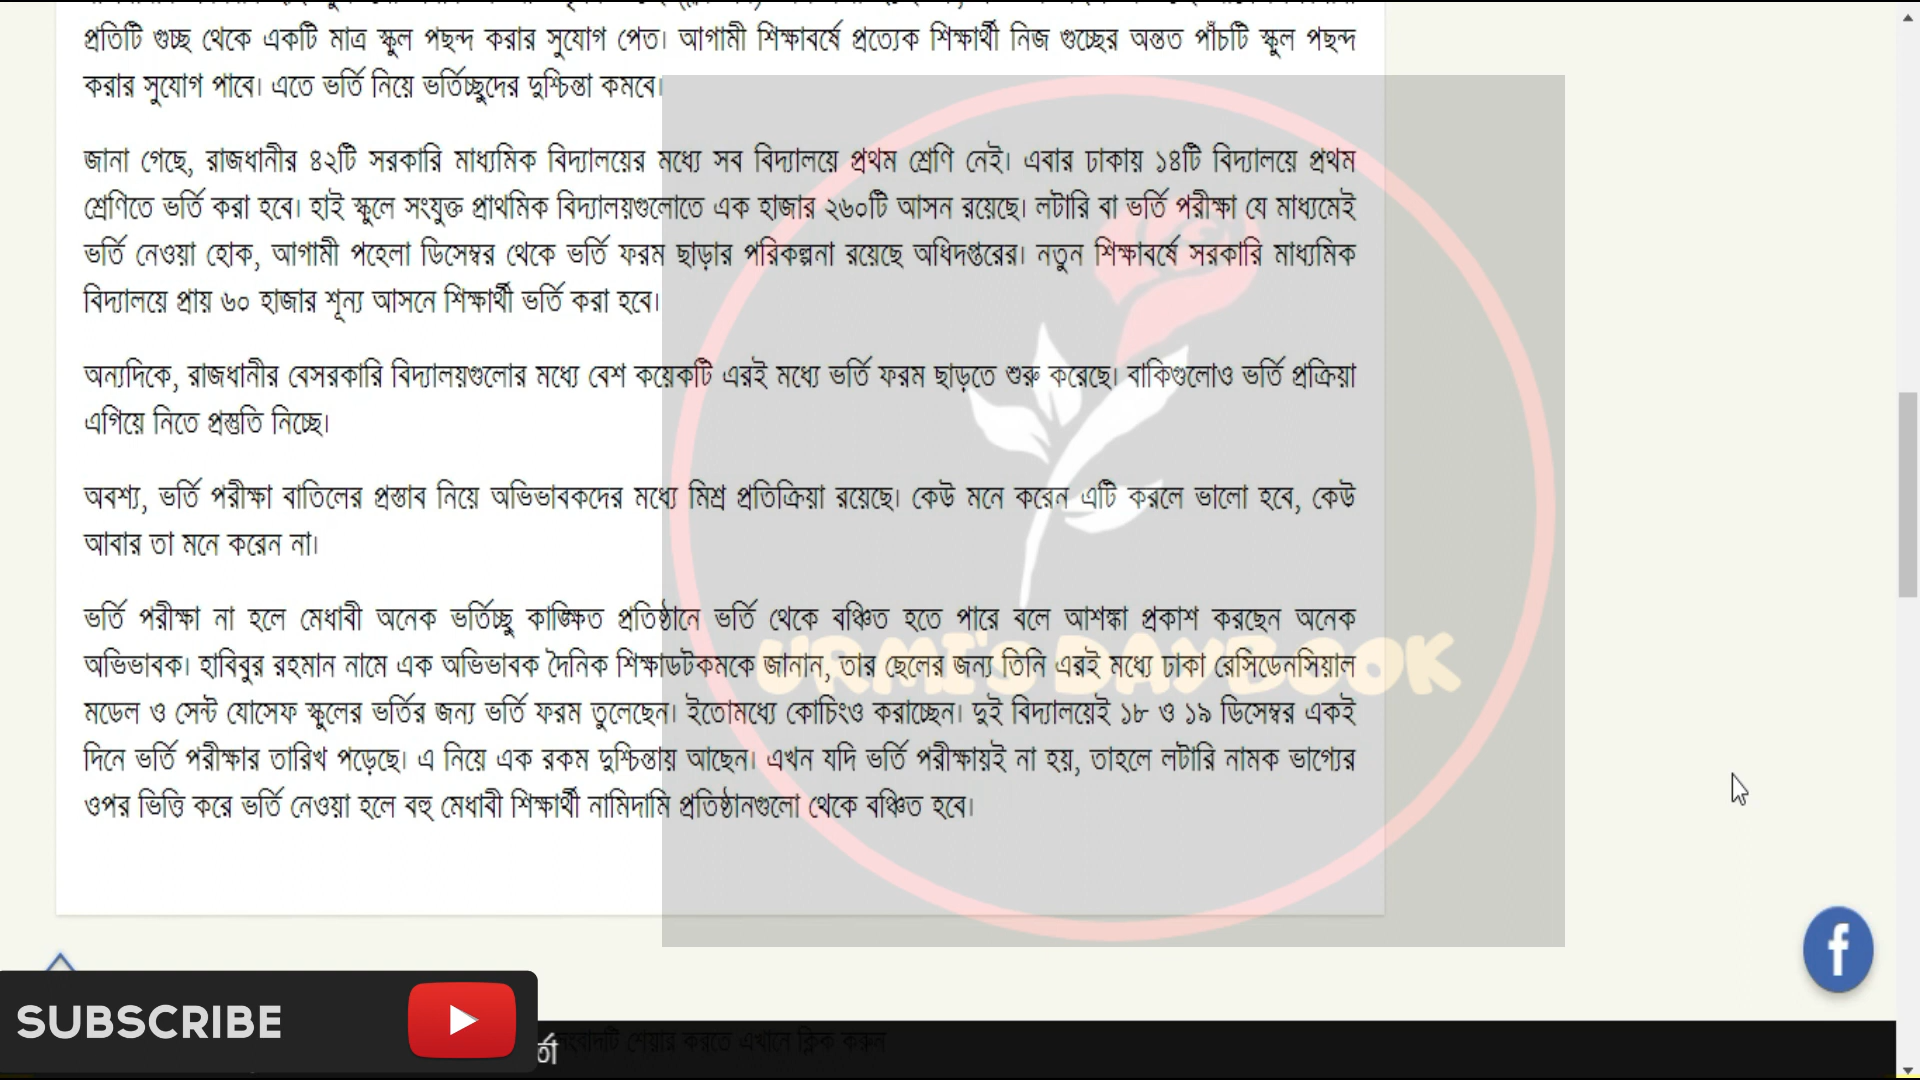 প্রতিটি গুচ্ছ থেকে একটি মাত্র স্কুল পছন্দ করার সুযোগ পেত। আগামী শিক্ষাবর্ষে প্রত্যেক শিক্ষার্থী নিজ গুচ্ছের অন্তত পাঁচটি স্কুল পছন্দ
করার সুযোগ পাবে। এতে ভর্তি নিয়ে ভর্তিচ্ছুদের দুশ্চিন্তা কমবে।
জানা গেছে, রাজধানীর ৪২টি সরকারি মাধ্যমিক বিদ্যালয়ের মধ্যে সব বিদ্যালয়ে প্রথম শ্রেণি নেই। এবার ঢাকায় ১৪টি বিদ্যালয়ে প্রথম
শ্রেণিতে ভর্তি করা হবে। হাই স্কুলে সংযুক্ত প্রাথমিক বিদ্যালয়গুলোতে এক হাজার ২৬০টি আসন রয়েছে। লটারি বা ভর্তি পরীক্ষা যে মাধ্যমেই
ভর্তি নেওয়া হোক, আগামী পহেলা ডিসেম্বর থেকে ভর্তি ফরম ছাড়ার পরিকল্পনা রয়েছে অধিদপ্তরের। নতুন শিক্ষাবর্ষে সরকারি মাধ্যমিক
বিদ্যালয়ে প্রায় ৬০ হাজার শূন্য আসনে শিক্ষার্থী ভর্তি করা হবে।
অন্যদিকে, রাজধানীর বেসরকারি বিদ্যালয়গুলোর মধ্যে বেশ কয়েকটি এরই মধ্যে ভর্তি ফরম ছাড়তে শুরু করেছে। বাকিগুলোও ভর্তি প্রক্রিয়া
এগিয়ে নিতে প্রস্তুতি নিচ্ছে।
অবশ্য, ভর্তি পরীক্ষা বাতিলের প্রস্তাব নিয়ে অভিভাবকদের মধ্যে মিশ্র প্রতিক্রিয়া রয়েছে। কেউ মনে করেন এটি করলে ভালো হবে, কেউ
আবার তা মনে করেন না।
ভর্তি পরীক্ষা না হলে মেধাবী অনেক ভর্তিচ্ছু কাঙ্ক্ষিত প্রতিষ্ঠানে ভর্তি থেকে বঞ্চিত হতে পারে বলে আশঙ্কা প্রকাশ করছেন অনেক
অভিভাবক। হাবিবুর রহমান নামে এক অভিভাবক দৈনিক শিক্ষাডটকমকে জানান, তার ছেলের জন্য তিনি এরই মধ্যে ঢাকা রেসিডেনসিয়াল
মডেল ও সেন্ট যোসেফ স্কুলের ভর্তির জন্য ভর্তি ফরম তুলেছেন। ইতোমধ্যে কোচিংও করাচ্ছেন। দুই বিদ্যালয়েই ১৮ ও ১৯ ডিসেম্বর একই
দিনে ভর্তি পরীক্ষার তারিখ পড়েছে। এ নিয়ে এক রকম দুশ্চিন্তায় আছেন। এখন যদি ভর্তি পরীক্ষায়ই না হয়, তাহলে লটারি নামক ভাগ্যের
ওপর ভিত্তি করে ভর্তি নেওয়া হলে বহু মেধাবী শিক্ষার্থী নামিদামি প্রতিষ্ঠানগুলো থেকে বঞ্চিত হবে।
URMI's DAYBOOK
SUBSCRIBE
সংবাদটি শেয়ার করতে এখানে ক্লিক করুন